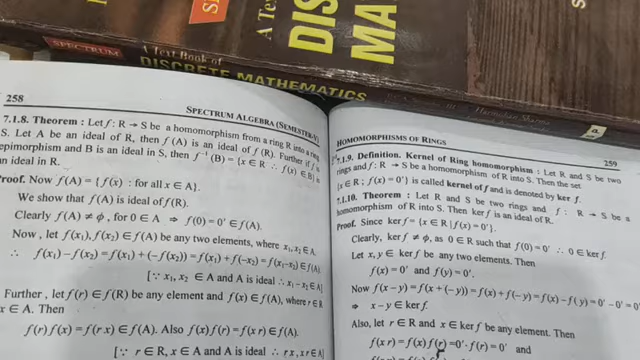 A Te
DIS
MA
SPECTRUM
A Text Book of
DISCRETE MATHEMATICS
258
SPECTRUM ALGEBRA (SEMESTER-V)
7.1.8. Theorem : Let f : R → S be a homomorphism from a ring R into a ring
S. Let A be an ideal of R, then f (A) is an ideal of f (R). Further if f is
epimorphism and B is an ideal in S, then f⁻¹ (B) = {x ∈ R ∴ f(x) ∈ B} is
an ideal in R.
Proof. Now f(A) = {f(x) : for all x ∈ A}.
We show that f(A) is ideal of f(R).
Clearly f(A) ≠ φ, for 0 ∈ A ⇒ f(0) = 0′ ∈ f(A).
Now, let f(x₁), f(x₂) ∈ f(A) be any two elements, where x₁, x₂ ∈ A.
∴ f(x₁) – f(x₂) = f(x₁) + (– f(x₂)) = f(x₁) + f(–x₂) = f(x₁–x₂) ∈ f(A)
[∵ x₁, x₂ ∈ A and A is ideal ∴ x₁ – x₂ ∈ A]
Further, let f(r) ∈ f(R) be any element and f(x) ∈ f(A), where r ∈ R
x ∈ A. Then
f(r) f(x) = f(r x) ∈ f(A). Also f(x) f(r) = f(x r) ∈ f(A).
[∵ r ∈ R, x ∈ A and A is ideal ∴ r x, x r ∈ A]
HOMOMORPHISMS OF RINGS
259
7.1.9. Definition. Kernel of Ring homomorphism : Let R and S be two
rings and f : R → S be a homomorphism of R into S. Then the set
{x ∈ R ; f(x) = 0′} is called kernel of f and is denoted by ker f.
7.1.10. Theorem : Let R and S be two rings and f : R → S be a
homomorphism of R into S. Then ker f is an ideal of R.
Proof. Since ker f = {x ∈ R | f(x) = 0′}.
Clearly, ker f ≠ φ, as 0 ∈ R such that f(0) = 0′ ∴ 0 ∈ ker f.
Let x, y ∈ ker f be any two elements. Then
f(x) = 0′ and f(y) = 0′.
Now f(x – y) = f(x + (– y)) = f(x) + f(– y) = f(x) – f(y) = 0′ – 0′ = 0′
⇒ x – y ∈ ker f.
Also, let r ∈ R and x ∈ ker f be any element. Then
f(x r) = f(x) f(r) = 0′ · f(r) = 0′ and